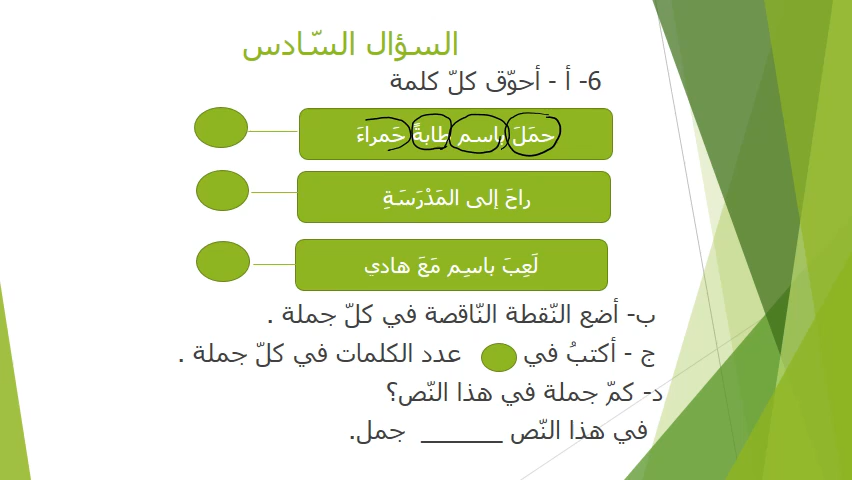 السؤال السّادس
6- أ - أحوّق كلّ كلمة
حمَلَ باسم طابةً حَمراءَ
راحَ إلى المَدْرَسَةِ
لَعِبَ باسِم مَعَ هادي
ب- أضع النّقطة النّاقصة في كلّ جملة .
ج - أكتبُ في عدد الكلمات في كلّ جملة .
د- كمّ جملة في هذا النّص؟
في هذا النّص ______ جمل.